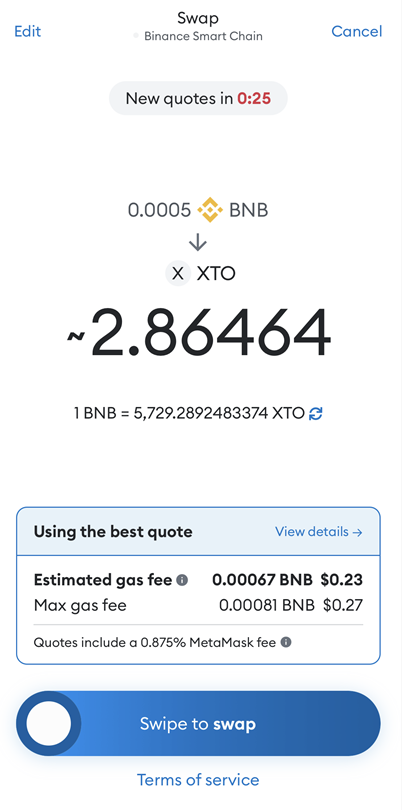 Swap
Edit
Binance Smart Chain
Cancel
New quotes in 0:25
0.0005 BNB
X XTO
~2.86464
1 BNB = 5,729.2892483374 XTO
Using the best quote View details →
Estimated gas fee 0.00067 BNB $0.23
Max gas fee 0.00081 BNB $0.27
Quotes include a 0.875% MetaMask fee
Swipe to swap
Terms of service